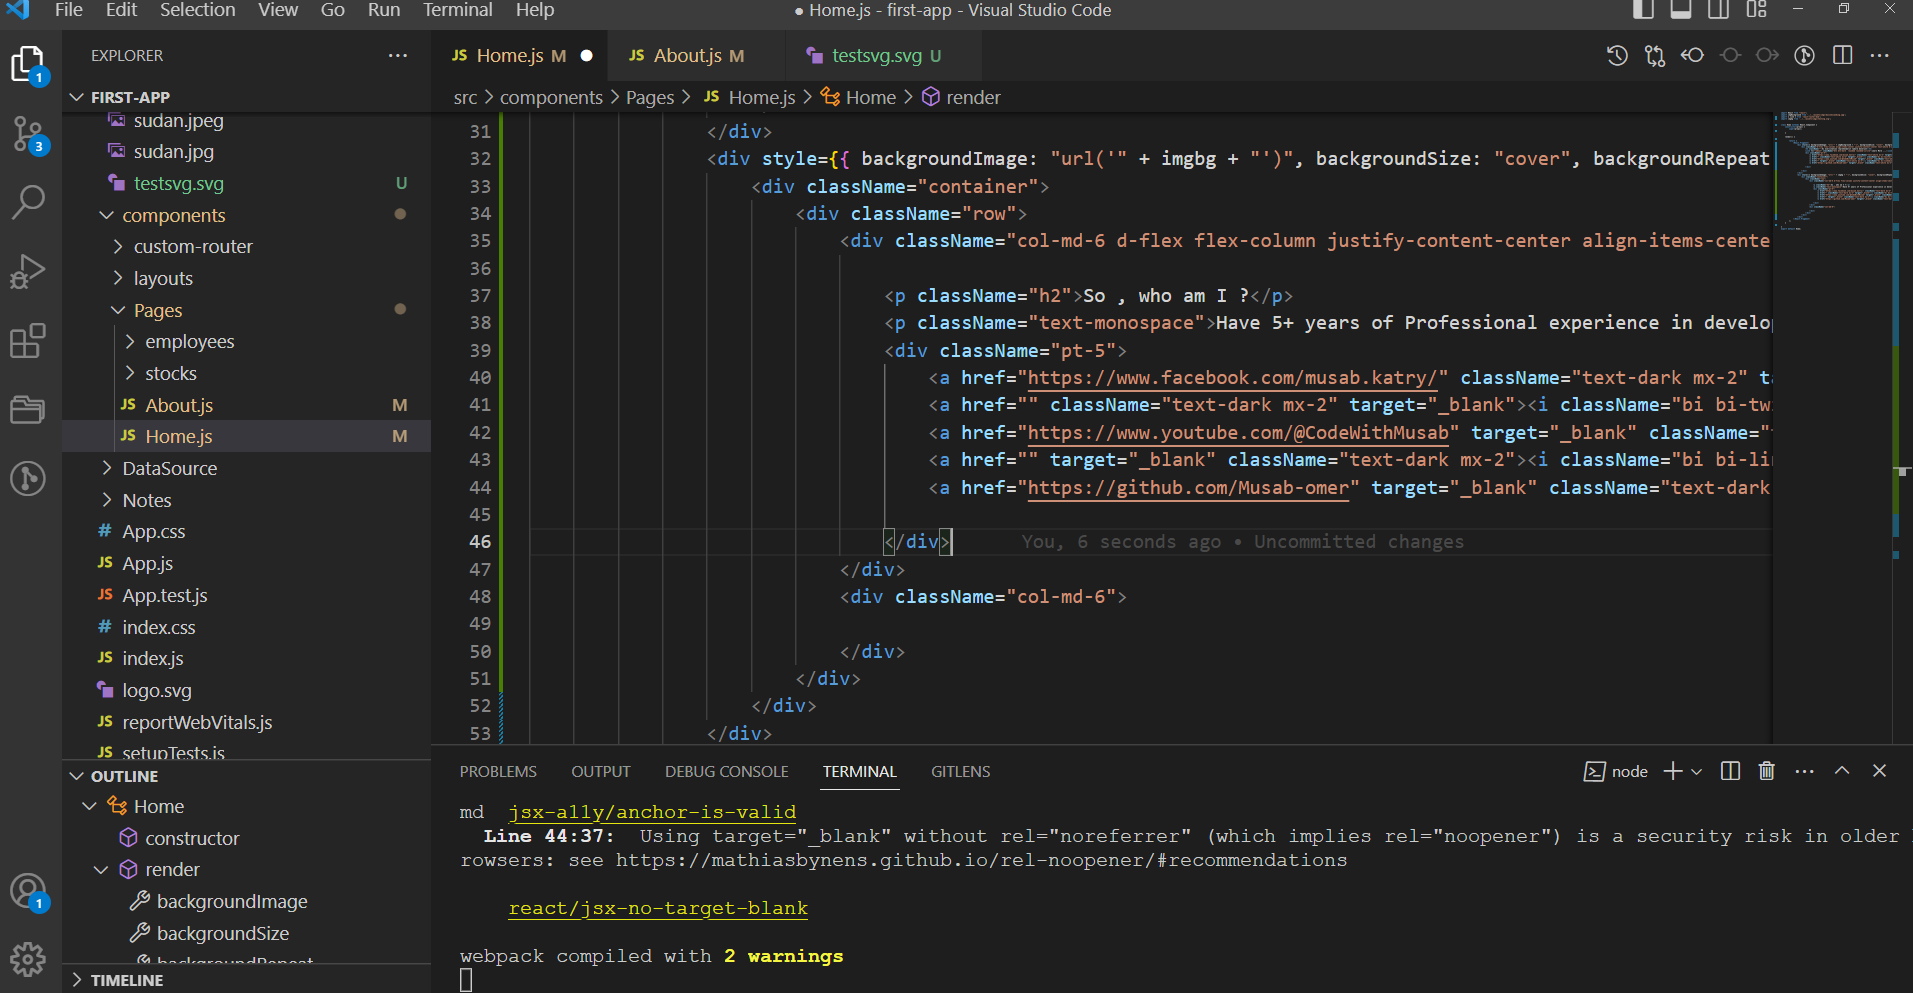 File Edit Selection View Go Run Terminal Help
● Home.js - first-app - Visual Studio Code
EXPLORER
FIRST-APP
sudan.jpeg
sudan.jpg
testsvg.svg U
components
custom-router
layouts
Pages
employees
stocks
JS About.js M
JS Home.js M
DataSource
Notes
# App.css
JS App.js
JS App.test.js
# index.css
JS index.js
logo.svg
JS reportWebVitals.js
JS setupTests.js
OUTLINE
Home
constructor
render
backgroundImage
backgroundSize
backgroundRepeat
TIMELINE
1
3
1
JS Home.js M ● JS About.js M testsvg.svg U
src > components > Pages > JS Home.js > Home > render
31 </div>
32 <div style={{ backgroundImage: "url('" + imgbg + "')", backgroundSize: "cover", backgroundRepeat
33 <div className="container">
34 <div className="row">
35 <div className="col-md-6 d-flex flex-column justify-content-center align-items-cente
36
37 <p className="h2">So , who am I ?</p>
38 <p className="text-monospace">Have 5+ years of Professional experience in develop
39 <div className="pt-5">
40 <a href="https://www.facebook.com/musab.katry/" className="text-dark mx-2" ta
41 <a href="" className="text-dark mx-2" target="_blank"><i className="bi bi-tw
42 <a href="https://www.youtube.com/@CodeWithMusab" target="_blank" className="
43 <a href="" target="_blank" className="text-dark mx-2"><i className="bi bi-li
44 <a href="https://github.com/Musab-omer" target="_blank" className="text-dark
45
46 </div> You, 6 seconds ago • Uncommitted changes
47 </div>
48 <div className="col-md-6">
49
50 </div>
51 </div>
52 </div>
53 </div>
PROBLEMS OUTPUT DEBUG CONSOLE TERMINAL GITLENS
node
md jsx-a11y/anchor-is-valid
Line 44:37: Using target="_blank" without rel="noreferrer" (which implies rel="noopener") is a security risk in older
rowsers: see https://mathiasbynens.github.io/rel-noopener/#recommendations
react/jsx-no-target-blank
webpack compiled with 2 warnings